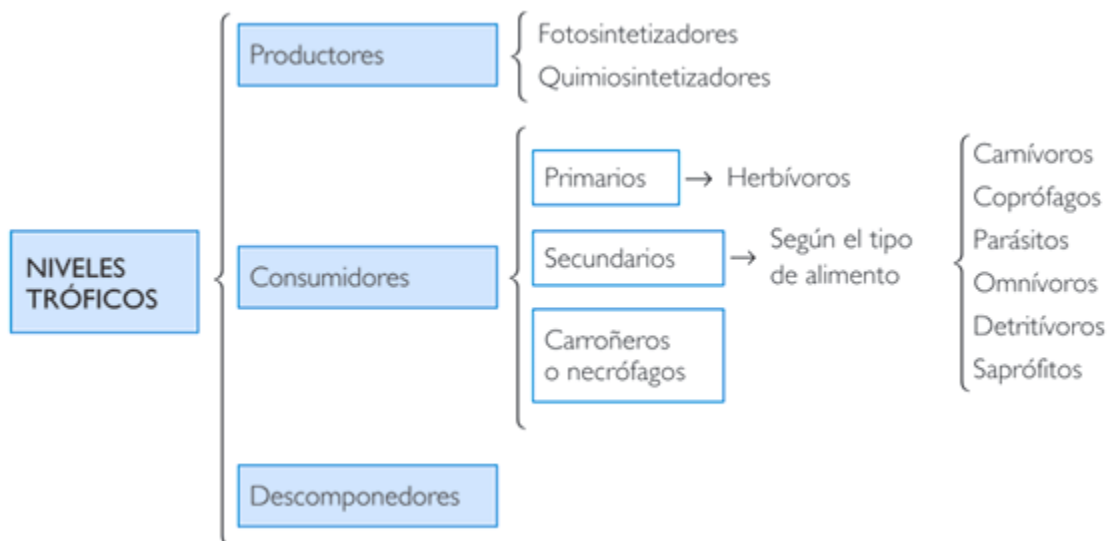 NIVELES
TRÓFICOS
Productores
Fotosintetizadores
Quimiosintetizadores
Consumidores
Primarios → Herbívoros
Secundarios → Según el tipo
de alimento
Carnívoros
Coprófagos
Parásitos
Omnívoros
Detritívoros
Saprófitos
Carroñeros
o necrófagos
Descomponedores